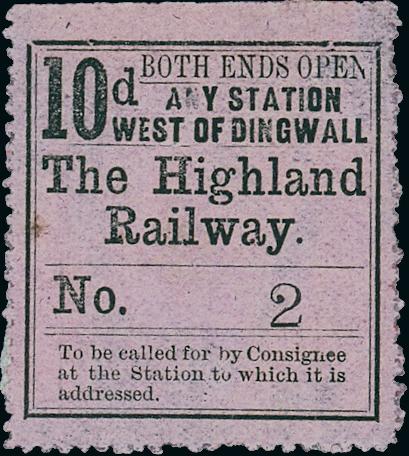 10d BOTH ENDS OPEN
ANY STATION
WEST OF DINGWALL
The Highland
Railway.
No. 2
To be called for by Consignee
at the Station to which it is
addressed.